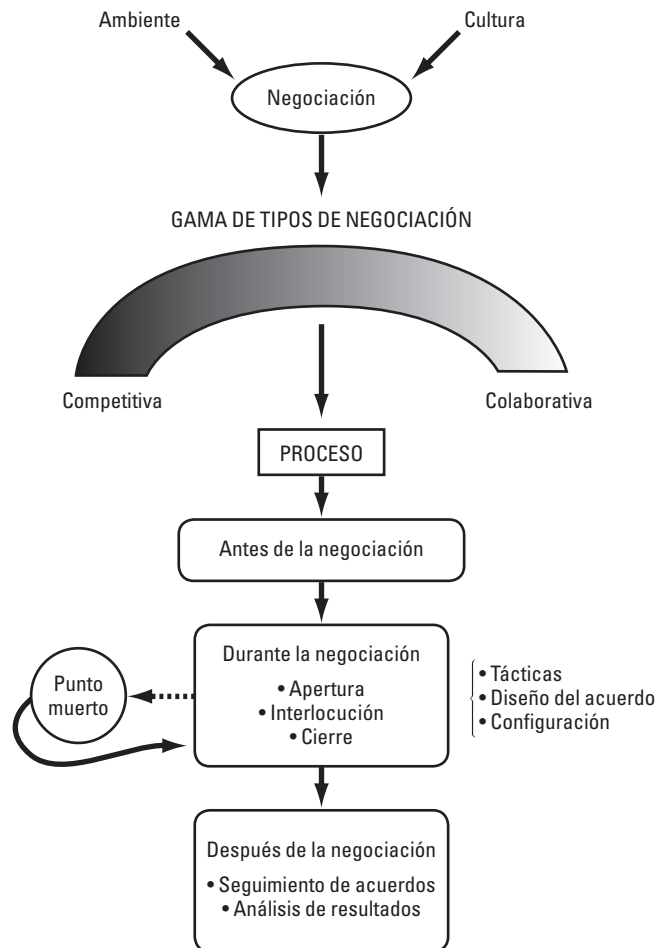 Ambiente
Cultura
Negociación
GAMA DE TIPOS DE NEGOCIACIÓN
Competitiva
Colaborativa
PROCESO
Antes de la negociación
Durante la negociación
• Apertura
• Interlocución
• Cierre
Punto
muerto
• Tácticas
• Diseño del acuerdo
• Configuración
Después de la negociación
• Seguimiento de acuerdos
• Análisis de resultados